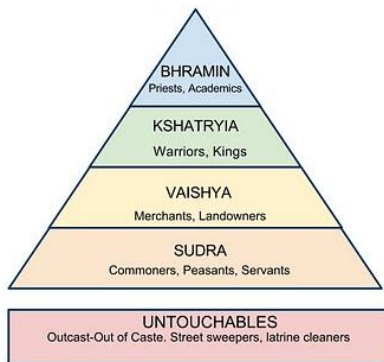 BHRAMIN
Priests, Academics
KSHATRYIA
Warriors, Kings
VAISHYA
Merchants, Landowners
SUDRA
Commoners, Peasants, Servants
UNTOUCHABLES
Outcast-Out of Caste. Street sweepers, latrine cleaners